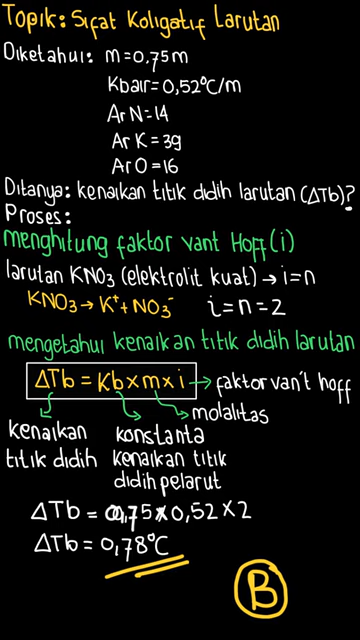 Topik: Sifat Koligatif Larutan
Diketahui: m = 0,75 m
Kb air = 0,52°C/m
Ar N = 14
Ar K = 39
Ar O = 16
Ditanya: kenaikan titik didih larutan (ΔTb)?
Proses:
menghitung faktor vant Hoff (i)
larutan KNO3 (elektrolit kuat) → i = n
KNO3 → K⁺ + NO3⁻ i = n = 2
mengetahui kenaikan titik didih larutan
ΔTb = Kb x m x i → faktor van't hoff
molalitas
kenaikan titik didih
konstanta kenaikan titik didih pelarut
ΔTb = 0,75 x 0,52 x 2
ΔTb = 0,78°C
B